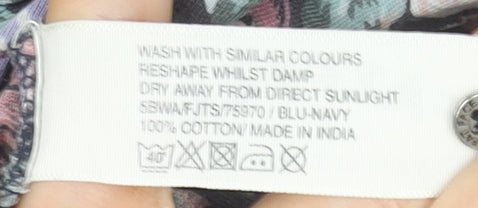 WASH WITH SIMILAR COLOURS
RESHAPE WHILST DAMP
DRY AWAY FROM DIRECT SUNLIGHT
5BWA/FJTS/75970 / BLU-NAVY
100% COTTON/ MADE IN INDIA
40°